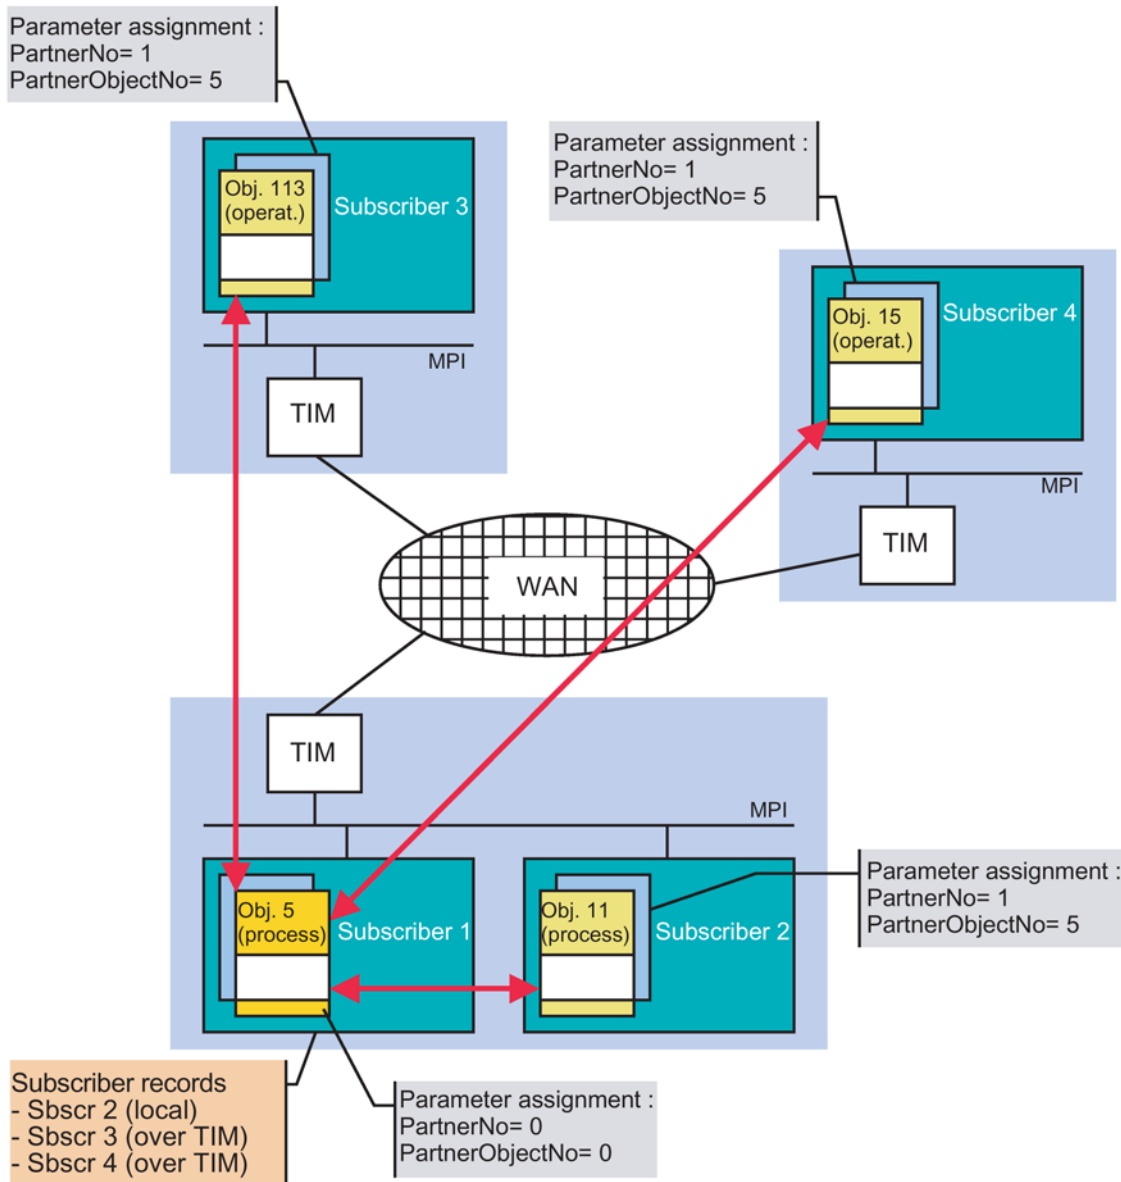 Parameter assignment :
PartnerNo= 1
PartnerObjectNo= 5
Parameter assignment :
PartnerNo= 1
PartnerObjectNo= 5
Obj. 113
(operat.)
Subscriber 3
MPI
TIM
Obj. 15
(operat.)
Subscriber 4
MPI
TIM
WAN
TIM
MPI
Obj. 5
(process)
Subscriber 1
Obj. 11
(process)
Subscriber 2
Parameter assignment :
PartnerNo= 1
PartnerObjectNo= 5
Subscriber records
- Sbscr 2 (local)
- Sbscr 3 (over TIM)
- Sbscr 4 (over TIM)
Parameter assignment :
PartnerNo= 0
PartnerObjectNo= 0